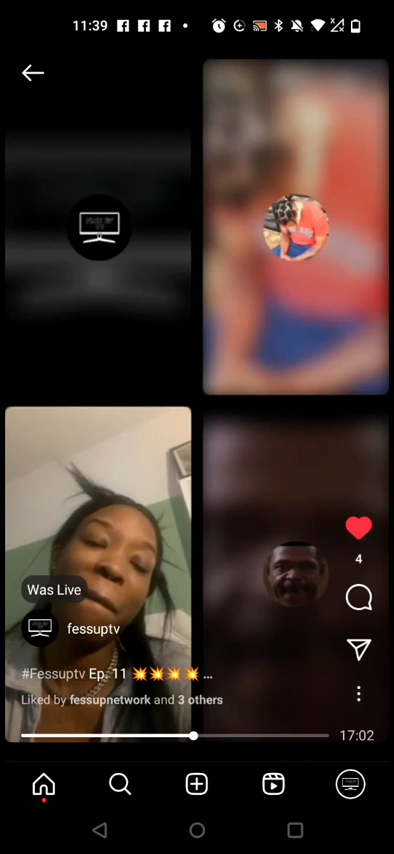 11:39
Was Live
fessuptv
#Fessuptv Ep. 11 💥💥💥💥 ...
Liked by fessupnetwork and 3 others
4
17:02